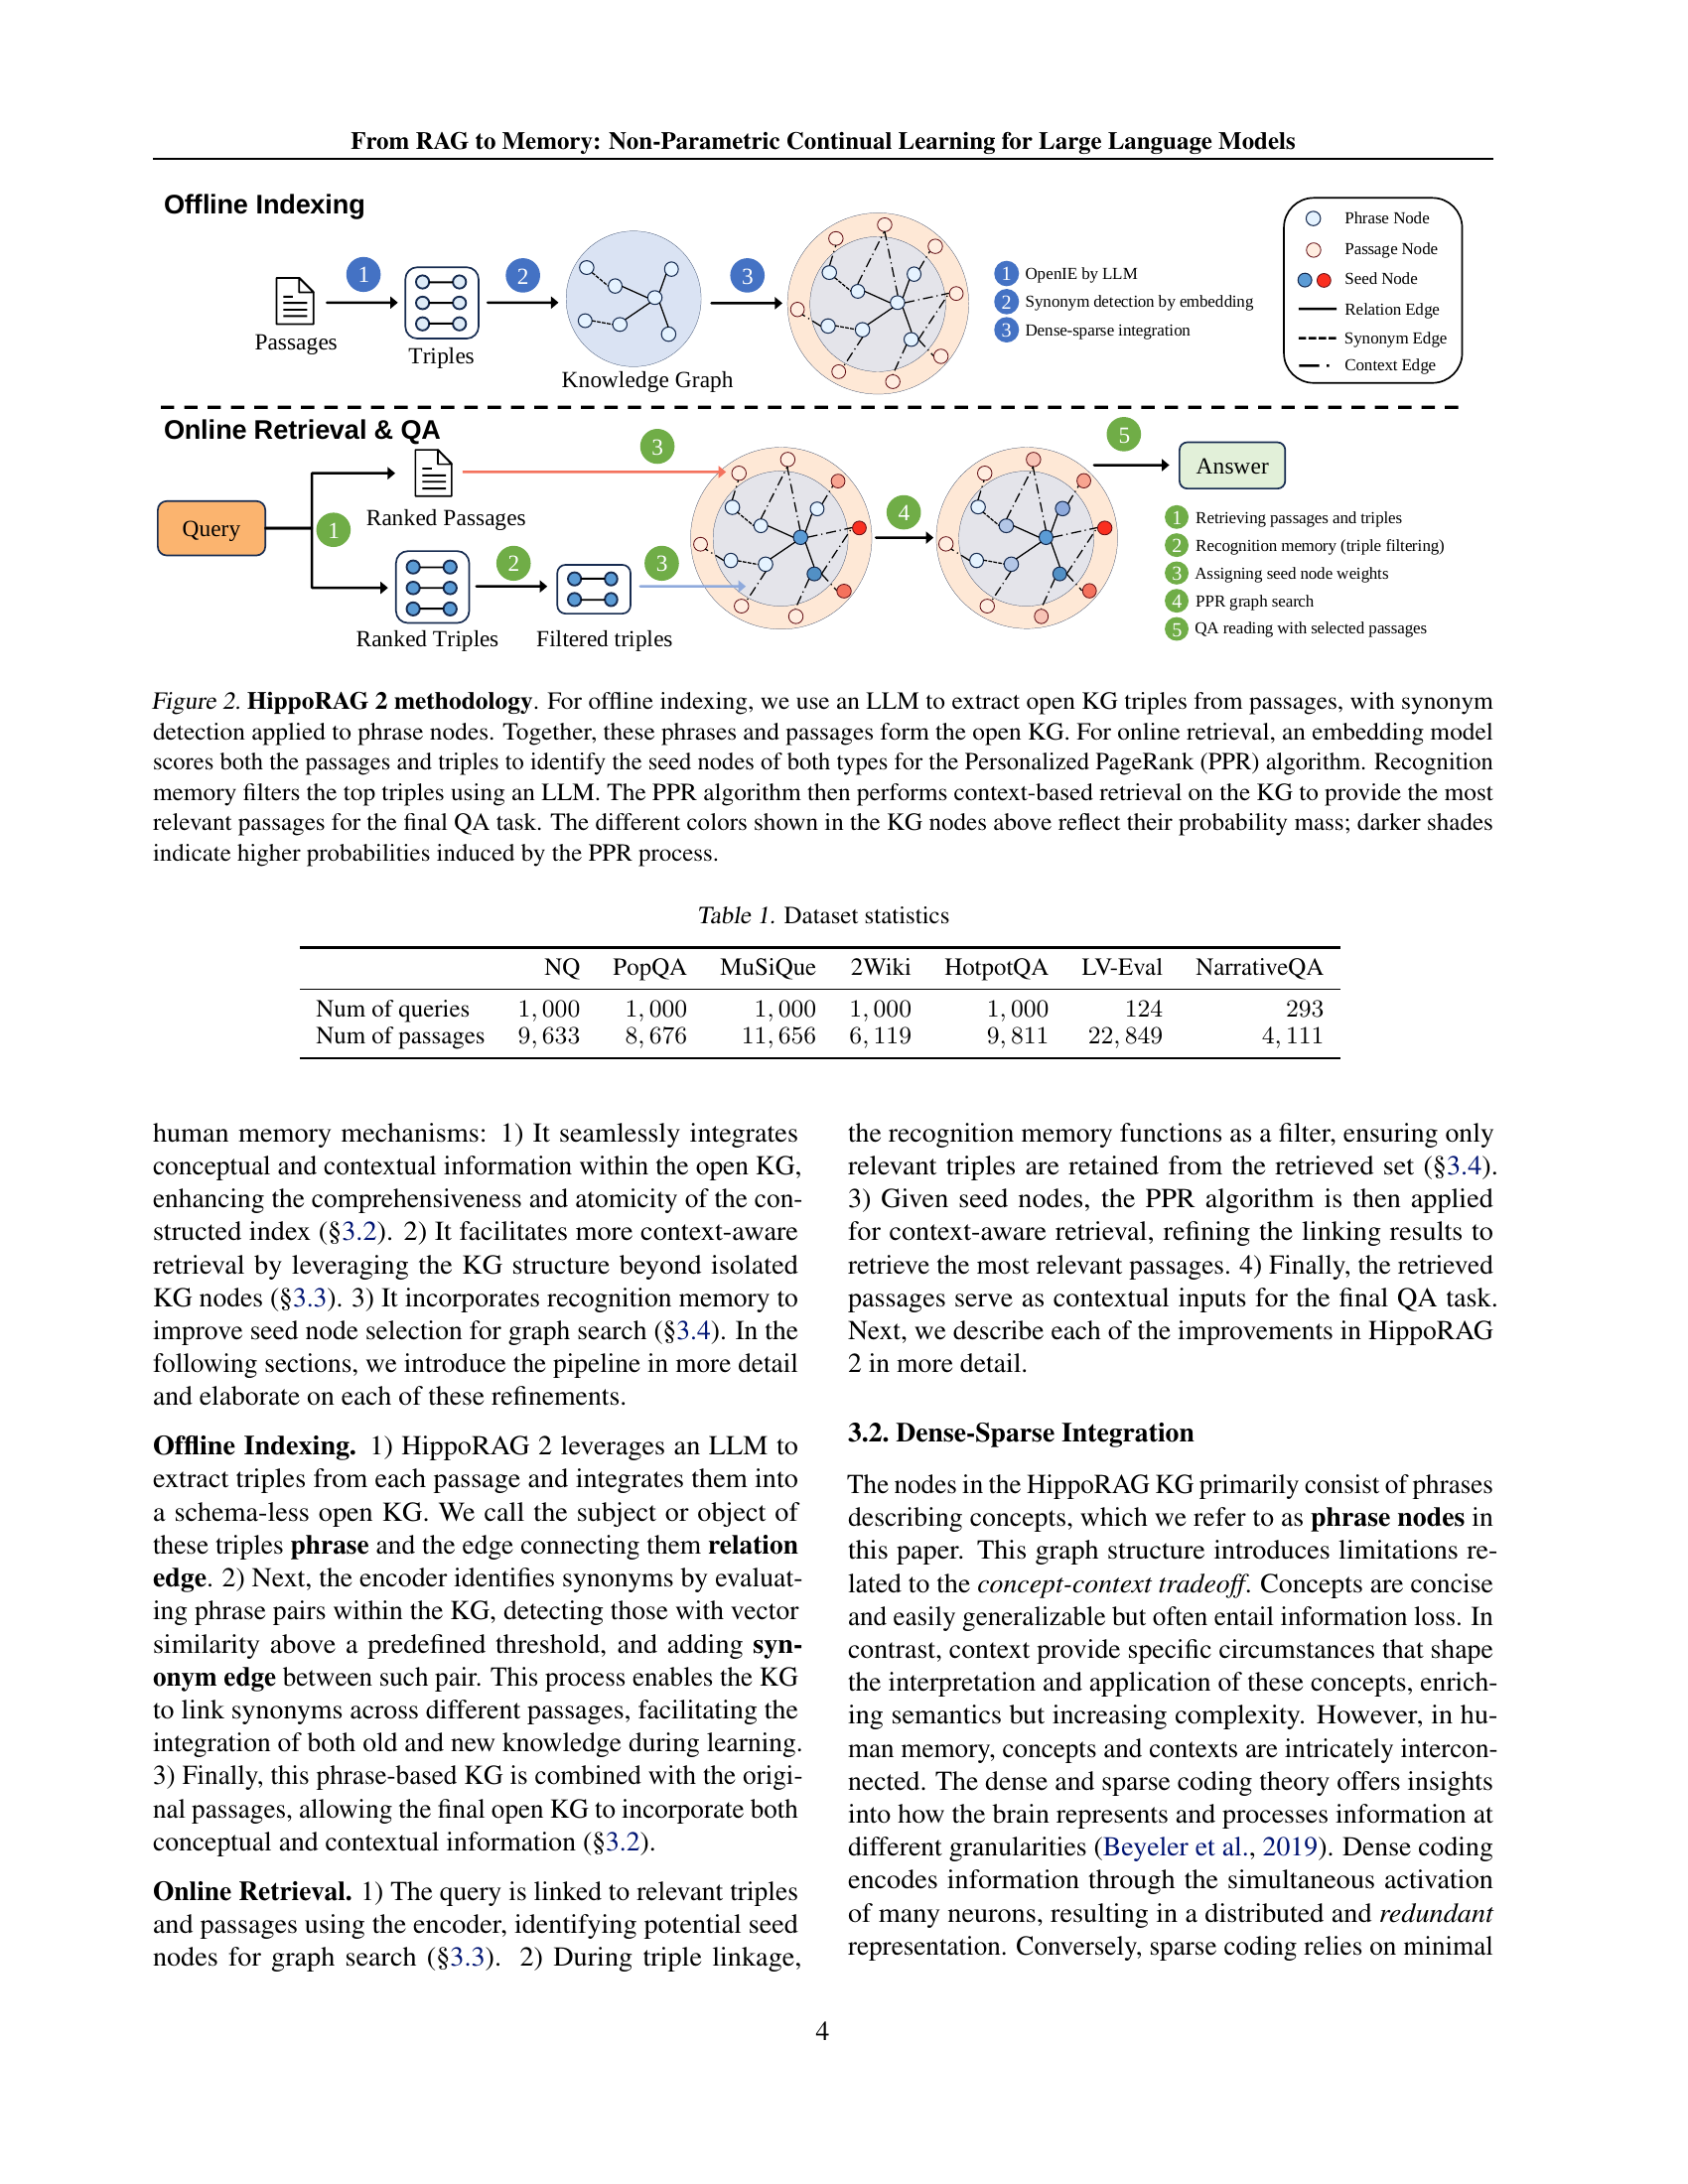 From RAG to Memory: Non-Parametric Continual Learning for Large Language Models
Offline Indexing
Passages
1
Triples
2
Knowledge Graph
3
1 OpenIE by LLM
2 Synonym detection by embedding
3 Dense-sparse integration
Phrase Node
Passage Node
Seed Node
Relation Edge
Synonym Edge
Context Edge
Online Retrieval & QA
Query
1
Ranked Passages
3
Ranked Triples
2
Filtered triples
3
4
5
Answer
1 Retrieving passages and triples
2 Recognition memory (triple filtering)
3 Assigning seed node weights
4 PPR graph search
5 QA reading with selected passages
Figure 2. HippoRAG 2 methodology. For offline indexing, we use an LLM to extract open KG triples from passages, with synonym
detection applied to phrase nodes. Together, these phrases and passages form the open KG. For online retrieval, an embedding model
scores both the passages and triples to identify the seed nodes of both types for the Personalized PageRank (PPR) algorithm. Recognition
memory filters the top triples using an LLM. The PPR algorithm then performs context-based retrieval on the KG to provide the most
relevant passages for the final QA task. The different colors shown in the KG nodes above reflect their probability mass; darker shades
indicate higher probabilities induced by the PPR process.
Table 1. Dataset statistics
NQ PopQA MuSiQue 2Wiki HotpotQA LV-Eval NarrativeQA
Num of queries 1,000 1,000 1,000 1,000 1,000 124 293
Num of passages 9,633 8,676 11,656 6,119 9,811 22,849 4,111
human memory mechanisms: 1) It seamlessly integrates
conceptual and contextual information within the open KG,
enhancing the comprehensiveness and atomicity of the con-
structed index (§3.2). 2) It facilitates more context-aware
retrieval by leveraging the KG structure beyond isolated
KG nodes (§3.3). 3) It incorporates recognition memory to
improve seed node selection for graph search (§3.4). In the
following sections, we introduce the pipeline in more detail
and elaborate on each of these refinements.
Offline Indexing. 1) HippoRAG 2 leverages an LLM to
extract triples from each passage and integrates them into
a schema-less open KG. We call the subject or object of
these triples phrase and the edge connecting them relation
edge. 2) Next, the encoder identifies synonyms by evaluat-
ing phrase pairs within the KG, detecting those with vector
similarity above a predefined threshold, and adding syn-
onym edge between such pair. This process enables the KG
to link synonyms across different passages, facilitating the
integration of both old and new knowledge during learning.
3) Finally, this phrase-based KG is combined with the origi-
nal passages, allowing the final open KG to incorporate both
conceptual and contextual information (§3.2).
Online Retrieval. 1) The query is linked to relevant triples
and passages using the encoder, identifying potential seed
nodes for graph search (§3.3). 2) During triple linkage,
the recognition memory functions as a filter, ensuring only
relevant triples are retained from the retrieved set (§3.4).
3) Given seed nodes, the PPR algorithm is then applied
for context-aware retrieval, refining the linking results to
retrieve the most relevant passages. 4) Finally, the retrieved
passages serve as contextual inputs for the final QA task.
Next, we describe each of the improvements in HippoRAG
2 in more detail.
3.2. Dense-Sparse Integration
The nodes in the HippoRAG KG primarily consist of phrases
describing concepts, which we refer to as phrase nodes in
this paper. This graph structure introduces limitations re-
lated to the concept-context tradeoff. Concepts are concise
and easily generalizable but often entail information loss. In
contrast, context provide specific circumstances that shape
the interpretation and application of these concepts, enrich-
ing semantics but increasing complexity. However, in hu-
man memory, concepts and contexts are intricately intercon-
nected. The dense and sparse coding theory offers insights
into how the brain represents and processes information at
different granularities (Beyeler et al., 2019). Dense coding
encodes information through the simultaneous activation
of many neurons, resulting in a distributed and redundant
representation. Conversely, sparse coding relies on minimal
4